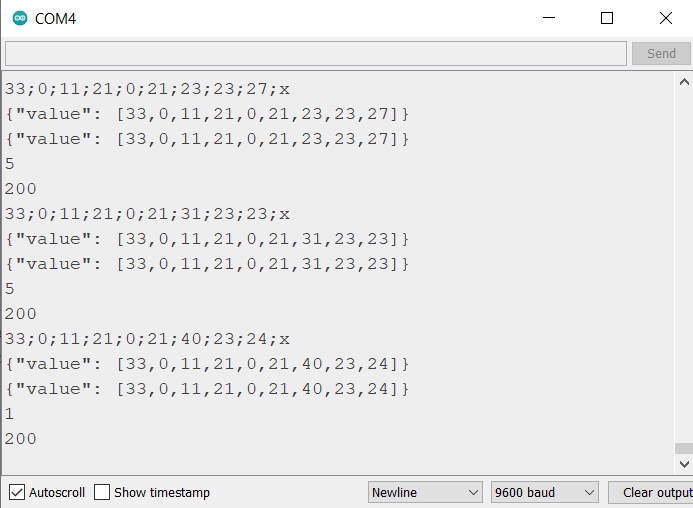 COM4
Send
33;0;11;21;0;21;23;23;27;x
{"value": [33,0,11,21,0,21,23,23,27]}
{"value": [33,0,11,21,0,21,23,23,27]}
5
200
33;0;11;21;0;21;31;23;23;x
{"value": [33,0,11,21,0,21,31,23,23]}
{"value": [33,0,11,21,0,21,31,23,23]}
5
200
33;0;11;21;0;21;40;23;24;x
{"value": [33,0,11,21,0,21,40,23,24]}
{"value": [33,0,11,21,0,21,40,23,24]}
1
200
Autoscroll Show timestamp Newline 9600 baud Clear output